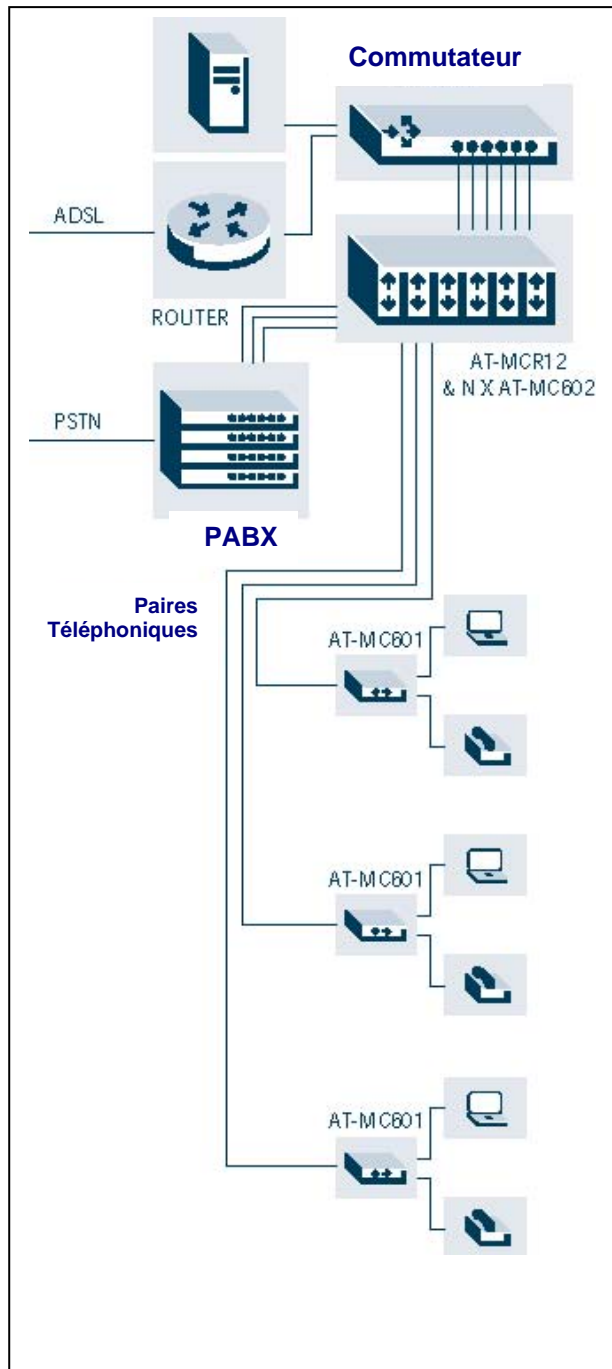 Commutateur
ADSL
ROUTER
AT-MCR12
& N X AT-MC602
PSTN
PABX
Paires
Téléphoniques
AT-MC601
AT-MC601
AT-MC601